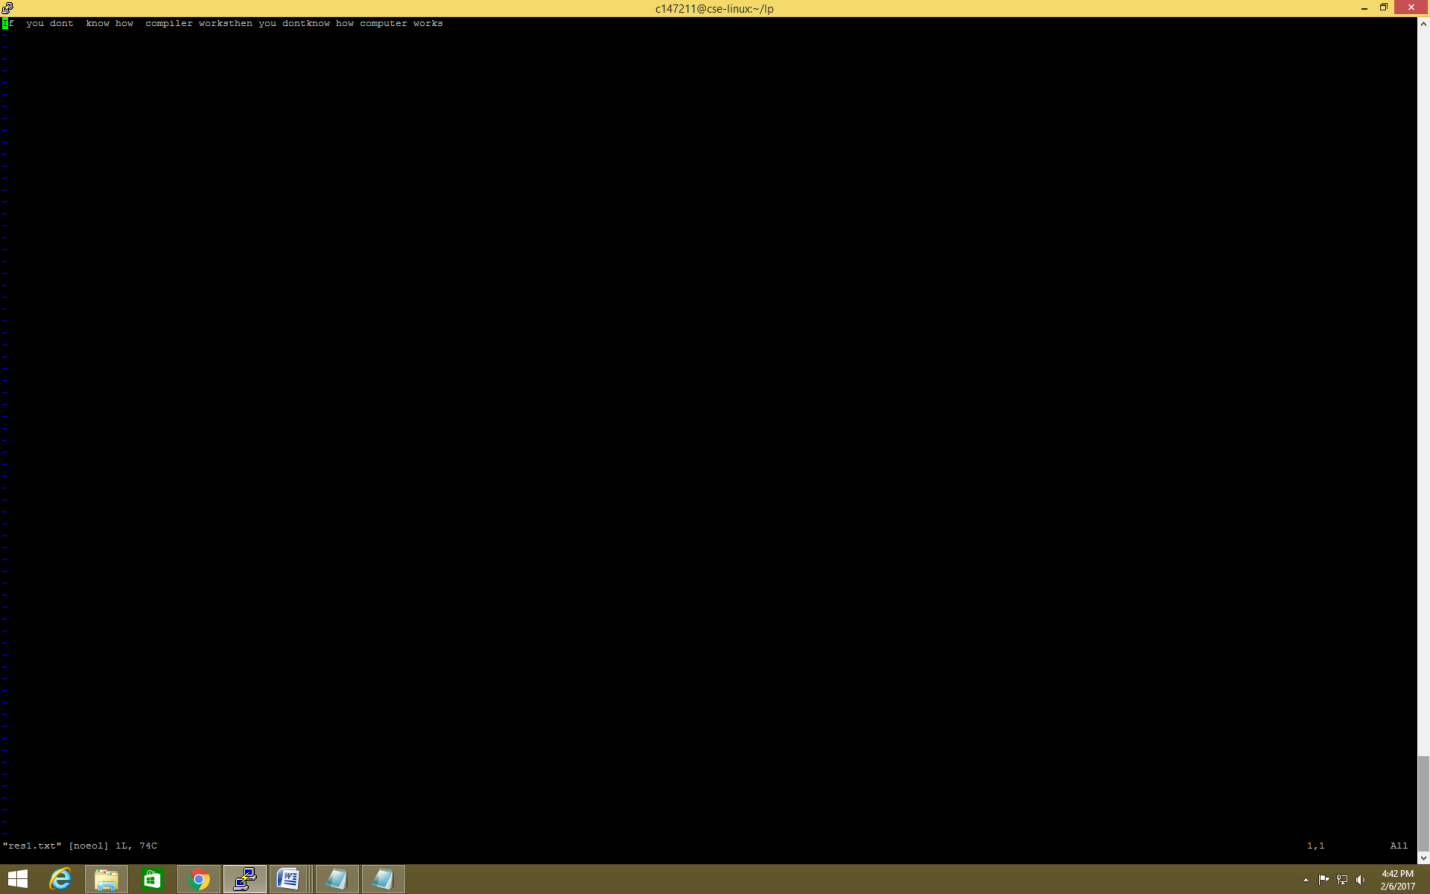 c147211@cse-linux:~/lp
If  you dont  know how  compiler worksthen you dontknow how computer works
"res1.txt" [noeol] 1L, 74C 1,1 All
4:42 PM
2/6/2017